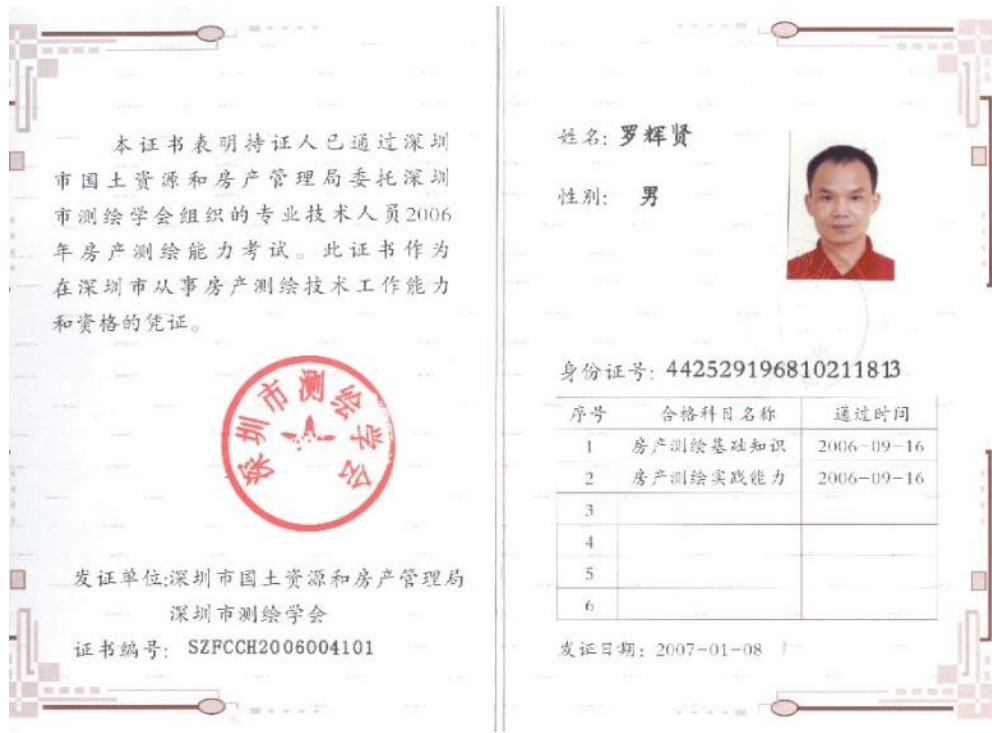 本证书表明持证人已通过深圳
市国土资源和房产管理局委托深圳
市测绘学会组织的专业技术人员2006
年房产测绘能力考试。此证书作为
在深圳市从事房产测绘技术工作能力
和资格的凭证。
深圳市测绘学会
发证单位:深圳市国土资源和房产管理局
深圳市测绘学会
证书编号: SZFCCH2006004101
姓名: 罗辉贤
性别: 男
身份证号: 442529196810211813
序号 合格科目名称 通过时间
1 房产测绘基础知识 2006-09-16
2 房产测绘实践能力 2006-09-16
3
4
5
6
发证日期: 2007-01-08